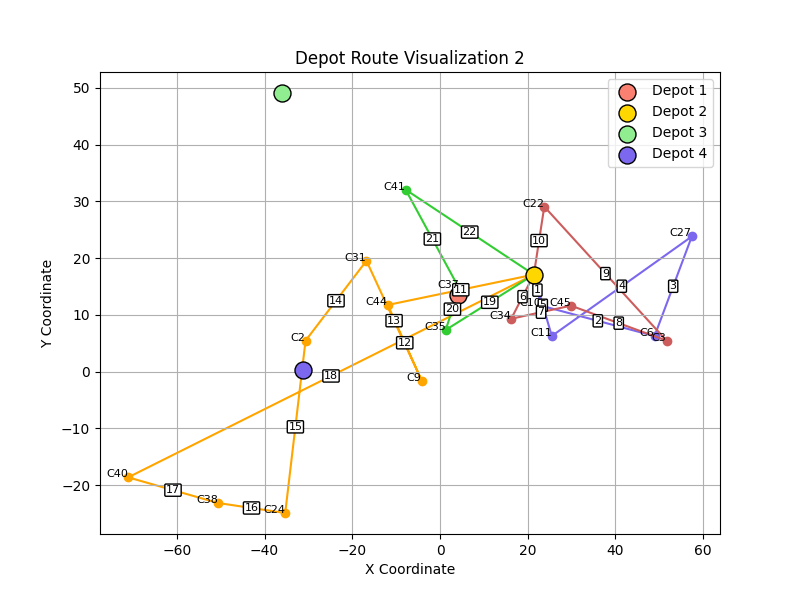 Depot Route Visualization 2
Depot 1
Depot 2
Depot 3
Depot 4
Y Coordinate
50
40
30
20
10
0
−10
−20
−60
−40
−20
0
20
40
60
X Coordinate
C41
C22
C27
C31
C37
C44
C45
C34
C35
C11
C6
C3
C2
C9
C40
C38
C24
1
2
3
4
5
6
7
8
9
10
11
12
13
14
15
16
17
18
19
20
21
22